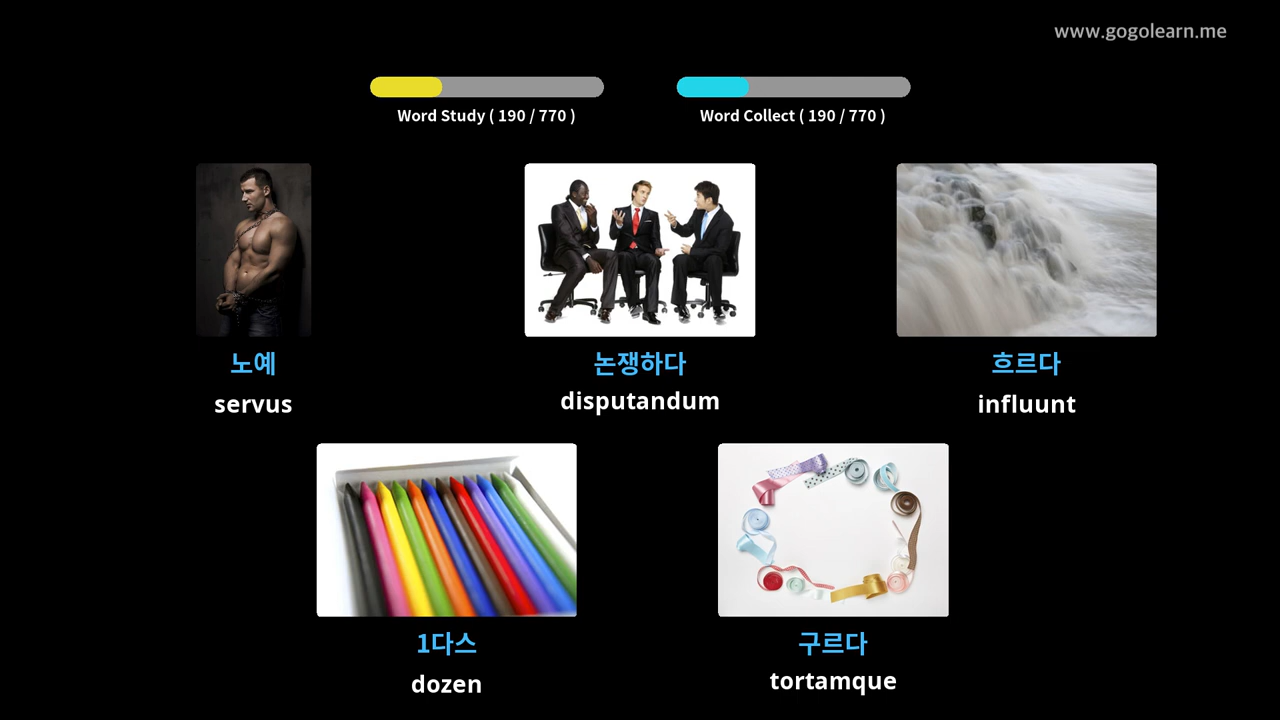 www.gogolearn.me
Word Study ( 190 / 770 )
Word Collect ( 190 / 770 )
노예
servus
논쟁하다
disputandum
흐르다
influunt
1다스
dozen
구르다
tortamque